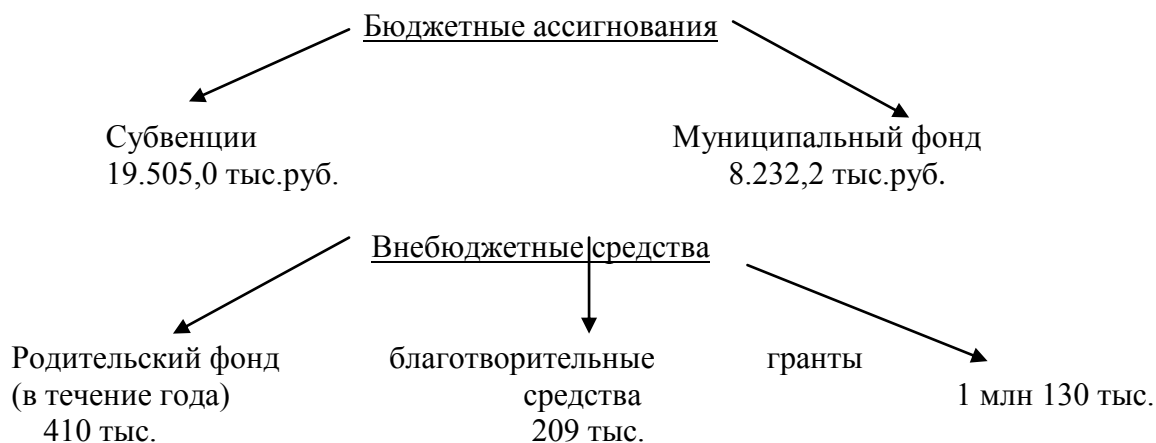 Бюджетные ассигнования
Субвенции Муниципальный фонд
19.505,0 тыс.руб. 8.232,2 тыс.руб.
Внебюджетные средства
Родительский фонд благотворительные гранты
(в течение года) средства 1 млн 130 тыс.
410 тыс. 209 тыс.